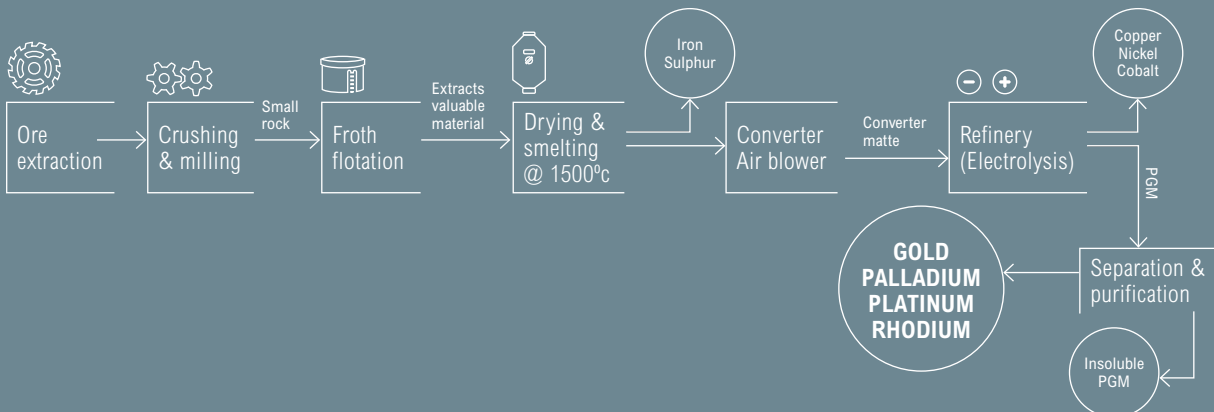 Ore
extraction
Crushing
& milling
Small
rock
Froth
flotation
Extracts
valuable
material
Drying &
smelting
@ 1500ºc
Iron
Sulphur
Converter
Air blower
Converter
matte
Refinery
(Electrolysis)
Copper
Nickel
Cobalt
PGM
Separation &
purification
GOLD
PALLADIUM
PLATINUM
RHODIUM
Insoluble
PGM